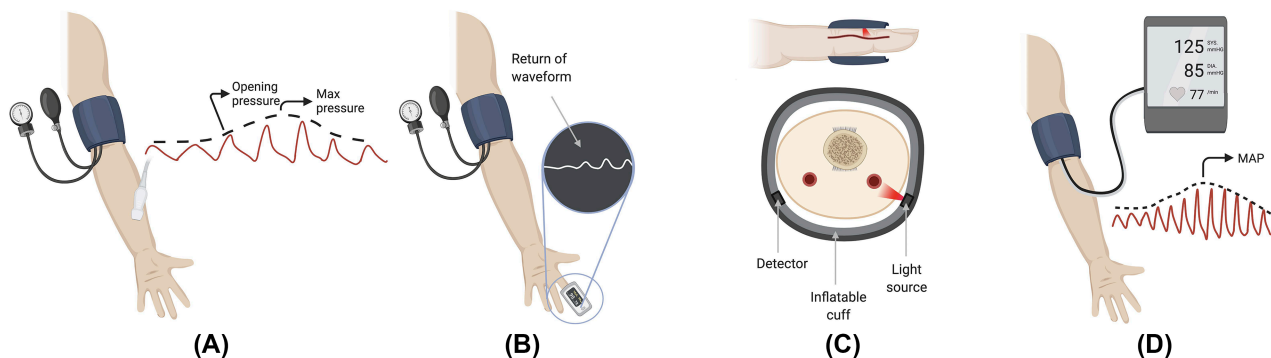 Opening
pressure
Max
pressure
(A)
Return of
waveform
(B)
Detector
Inflatable
cuff
Light
source
(C)
125 SYS.
mmHG
85 DIA.
mmHG
77 /min
MAP
(D)